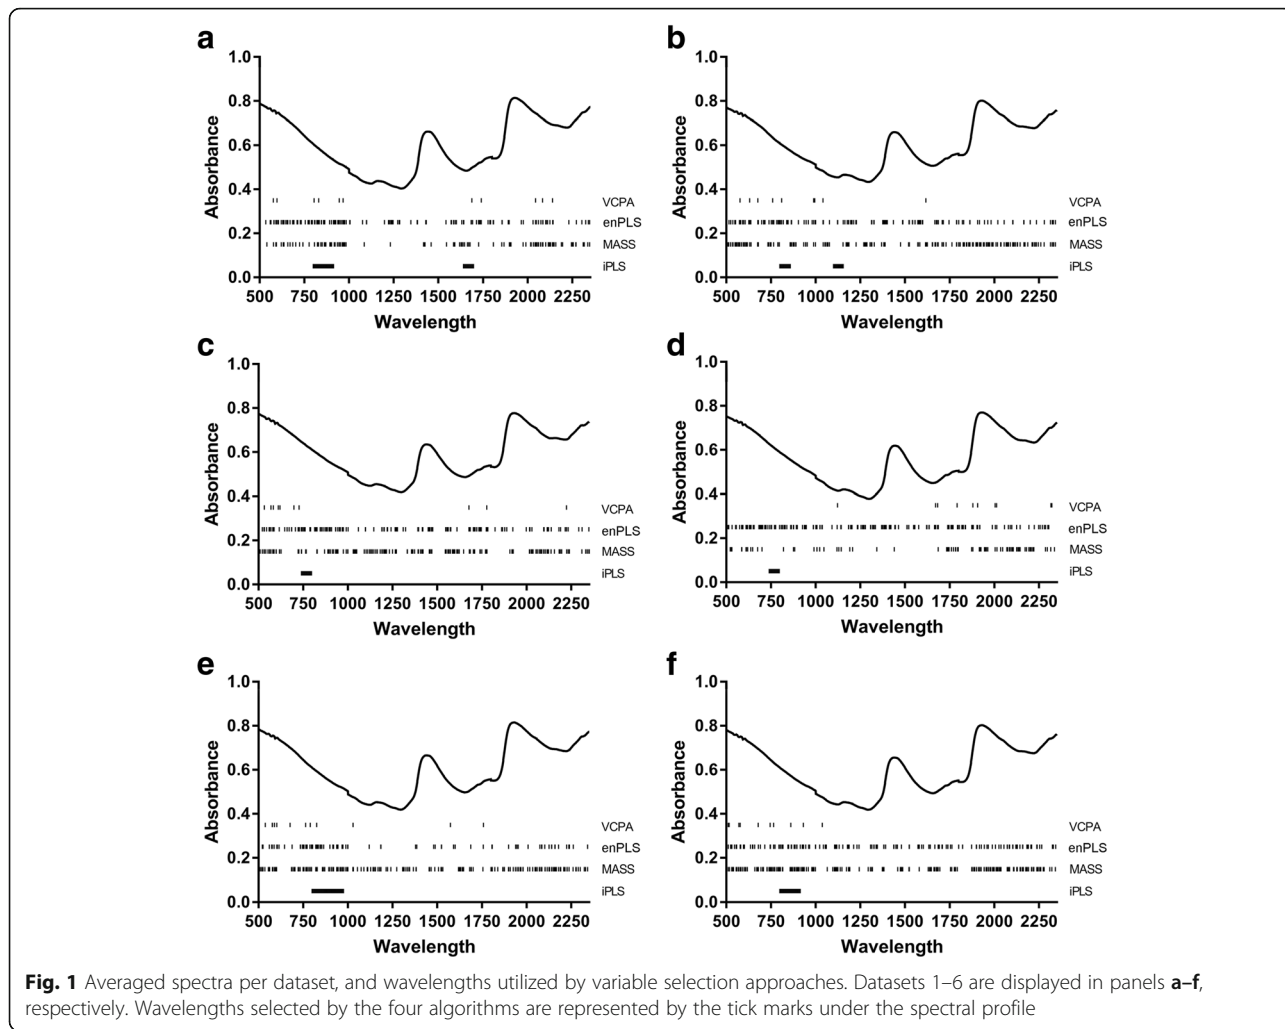 a
1.0
0.8
0.6
0.4
0.2
0.0
Absorbance
VCPA
enPLS
MASS
iPLS
500 750 1000 1250 1500 1750 2000 2250
Wavelength
b
1.0
0.8
0.6
0.4
0.2
0.0
Absorbance
VCPA
enPLS
MASS
iPLS
500 750 1000 1250 1500 1750 2000 2250
Wavelength
c
1.0
0.8
0.6
0.4
0.2
0.0
Absorbance
VCPA
enPLS
MASS
iPLS
500 750 1000 1250 1500 1750 2000 2250
Wavelength
d
1.0
0.8
0.6
0.4
0.2
0.0
Absorbance
VCPA
enPLS
MASS
iPLS
500 750 1000 1250 1500 1750 2000 2250
Wavelength
e
1.0
0.8
0.6
0.4
0.2
0.0
Absorbance
VCPA
enPLS
MASS
iPLS
500 750 1000 1250 1500 1750 2000 2250
Wavelength
f
1.0
0.8
0.6
0.4
0.2
0.0
Absorbance
VCPA
enPLS
MASS
iPLS
500 750 1000 1250 1500 1750 2000 2250
Wavelength
Fig. 1 Averaged spectra per dataset, and wavelengths utilized by variable selection approaches. Datasets 1–6 are displayed in panels a–f,
respectively. Wavelengths selected by the four algorithms are represented by the tick marks under the spectral profile